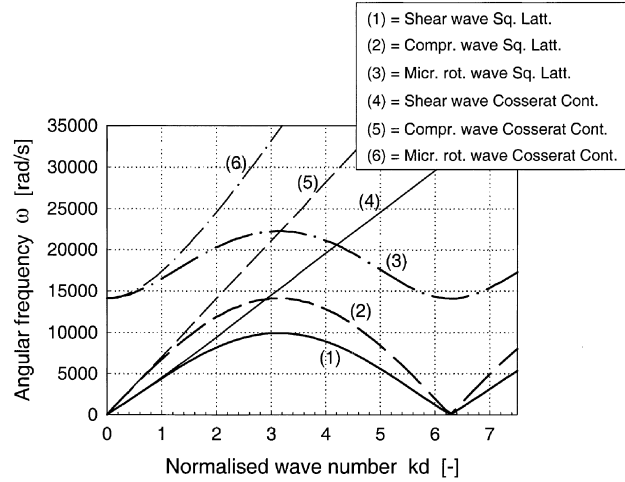 (1) = Shear wave Sq. Latt.
(2) = Compr. wave Sq. Latt.
(3) = Micr. rot. wave Sq. Latt.
(4) = Shear wave Cosserat Cont.
(5) = Compr. wave Cosserat Cont.
(6) = Micr. rot. wave Cosserat Cont.
35000
30000
25000
20000
15000
10000
5000
0
Angular frequency ω [rad/s]
(6)
(5)
(4)
(3)
(2)
(1)
0 1 2 3 4 5 6 7
Normalised wave number kd [-]